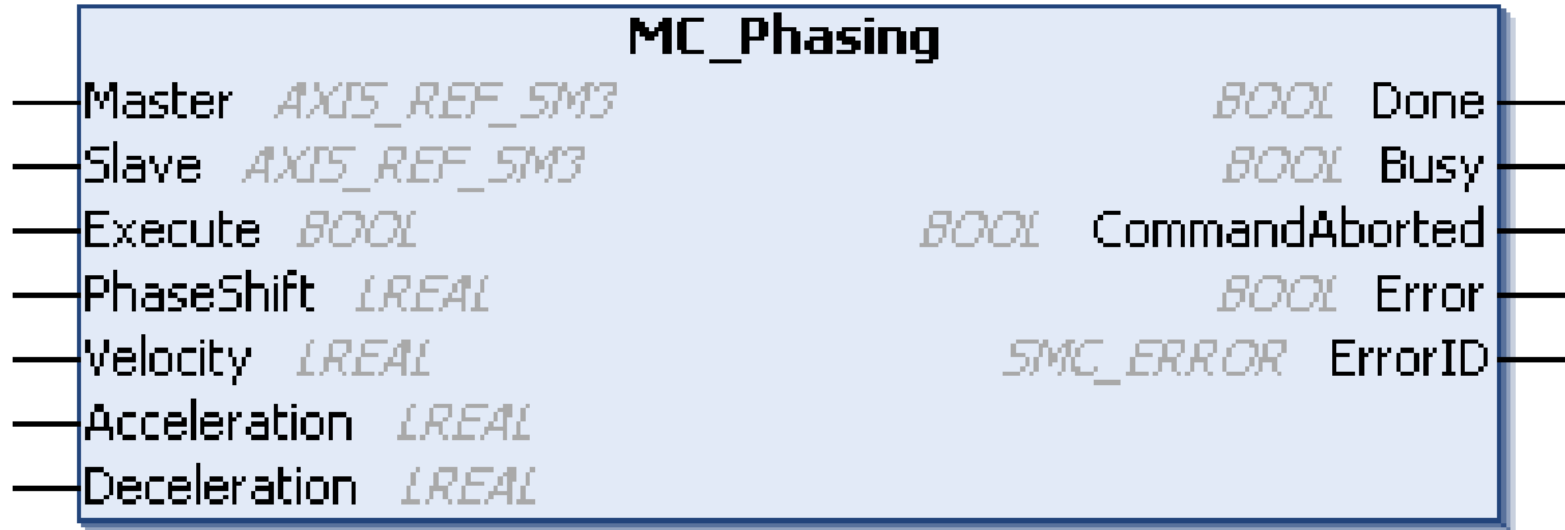 MC_Phasing
Master AXIS_REF_SM3 BOOL Done
Slave AXIS_REF_SM3 BOOL Busy
Execute BOOL BOOL CommandAborted
PhaseShift LREAL BOOL Error
Velocity LREAL SMC_ERROR ErrorID
Acceleration LREAL
Deceleration LREAL